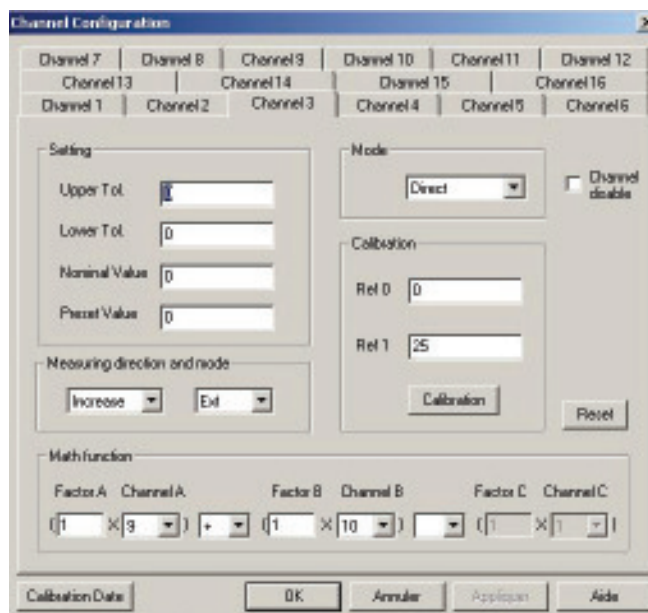 Channel Configuration
Channel 7 Channel 8 Channel 9 Channel 10 Channel 11 Channel 12
Channel 13 Channel 14 Channel 15 Channel 16
Channel 1 Channel 2 Channel 3 Channel 4 Channel 5 Channel 6
Setting
Upper Tol. 0
Lower Tol. 0
Nominal Value 0
Preset Value 0
Mode
Direct
Channel disable
Calibration
Ref 0 0
Ref 1 25
Calibration
Measuring direction and mode
Increase Ext
Reset
Math function
Factor A Channel A Factor B Channel B Factor C Channel C
( 1 X 9 ) + ( 1 X 10 ) ( 1 X 1 )
Calibration Date OK Annuler Appliquer Aide